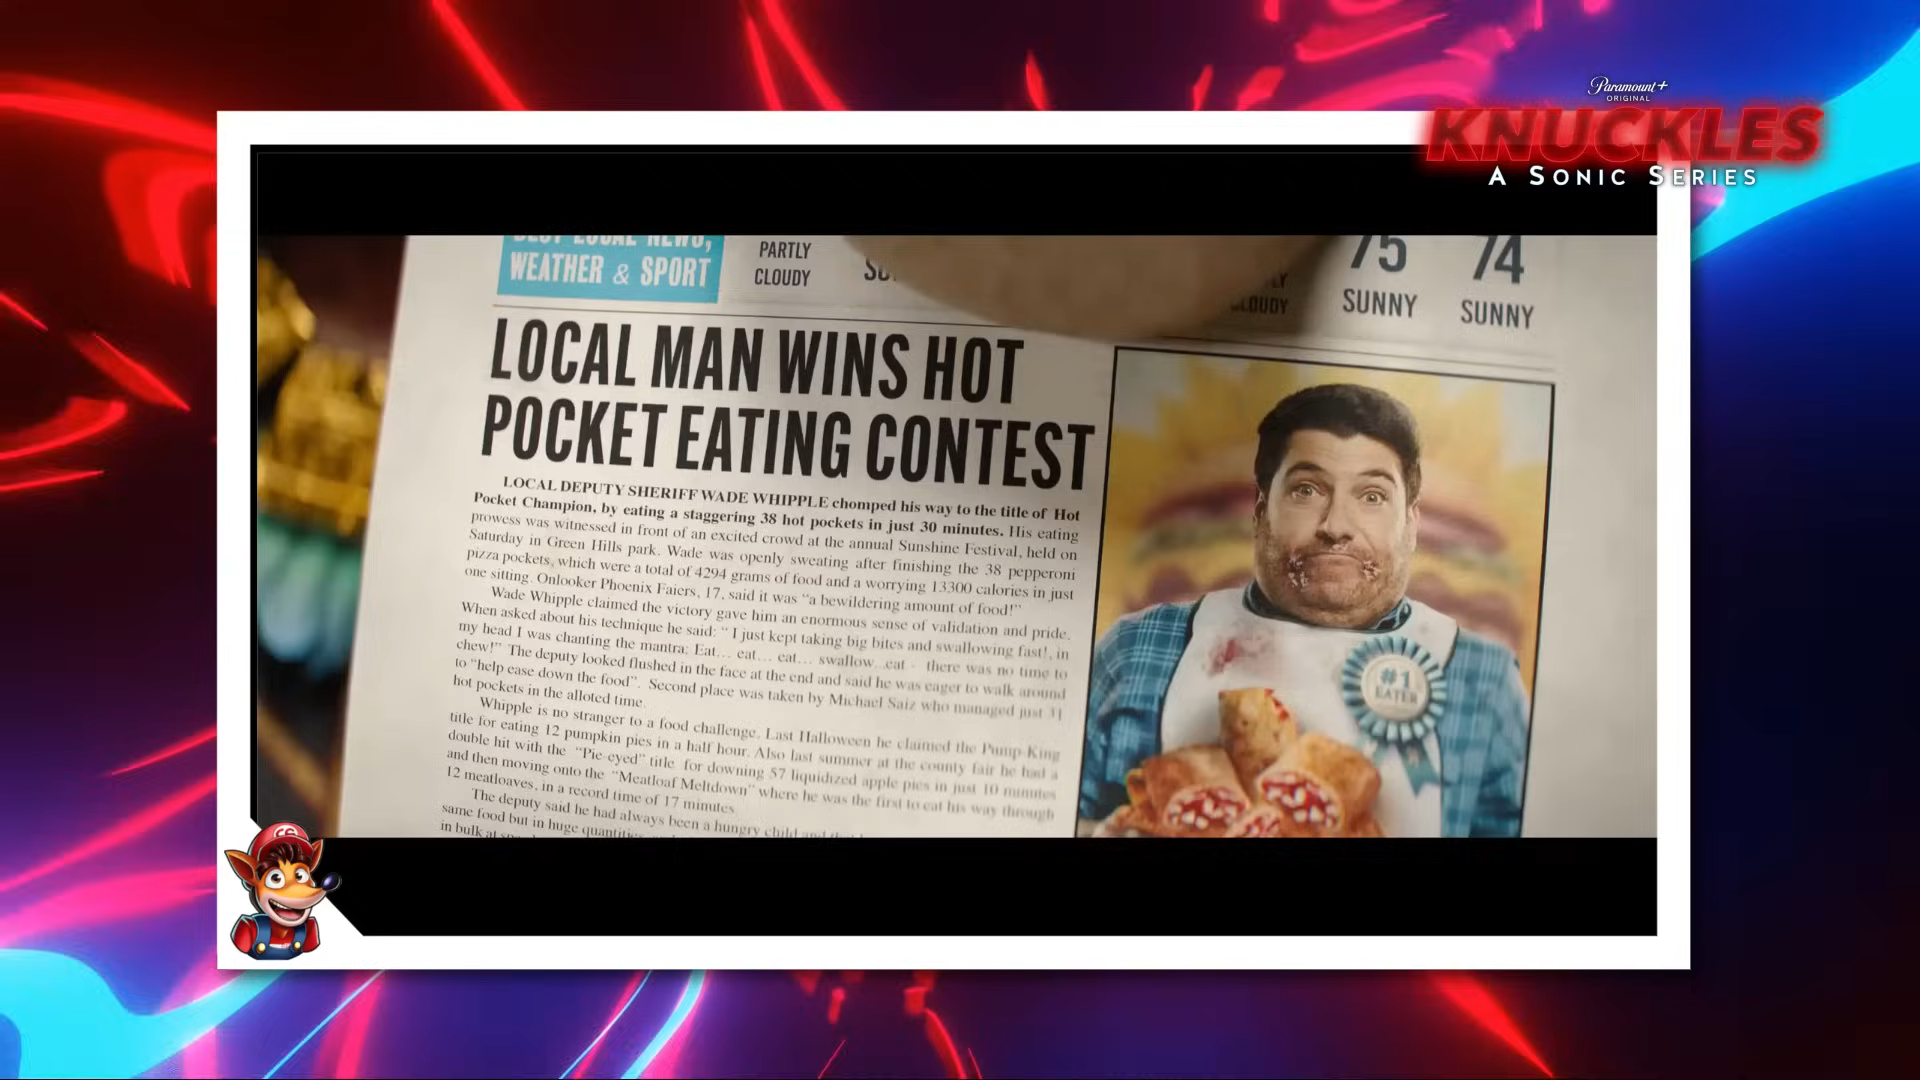 Paramount+
ORIGINAL
KNUCKLES
A SONIC SERIES
BEST LOCAL NEWS,
WEATHER & SPORT
PARTLY
CLOUDY
CLOUDY
75
SUNNY
74
SUNNY
LOCAL MAN WINS HOT
POCKET EATING CONTEST
LOCAL DEPUTY SHERIFF WADE WHIPPLE chomped his way to the title of Hot
Pocket Champion, by eating a staggering 38 hot pockets in just 30 minutes. His eating
prowess was witnessed in front of an excited crowd at the annual Sunshine Festival, held on
Saturday in Green Hills park. Wade was openly sweating after finishing the 38 pepperoni
pizza pockets, which were a total of 4294 grams of food and a worrying 13300 calories in just
one sitting. Onlooker Phoenix Faiers, 17, said it was "a bewildering amount of food!"
Wade Whipple claimed the victory gave him an enormous sense of validation and pride.
When asked about his technique he said: " I just kept taking big bites and swallowing fast!, in
my head I was chanting the mantra: Eat... eat... eat... swallow...eat - there was no time to
chew!" The deputy looked flushed in the face at the end and said he was eager to walk around
to "help ease down the food". Second place was taken by Michael Saiz who managed just 31
hot pockets in the alloted time.
Whipple is no stranger to a food challenge. Last Halloween he claimed the Pump-King
title for eating 12 pumpkin pies in a half hour. Also last summer at the county fair he had a
double hit with the "Pie-eyed" title for downing 57 liquidized apple pies in just 10 minutes
and then moving onto the "Meatloaf Meltdown" where he was the first to eat his way through
12 meatloaves, in a record time of 17 minutes.
The deputy said he had always been a hungry child and
same food but in huge quantities
in bulk at
#1
EATER